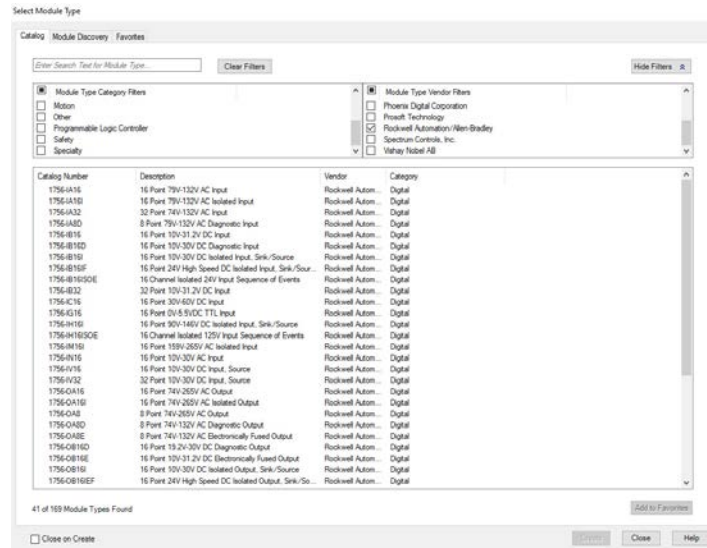 Select Module Type
Catalog Module Discovery Favorites
Enter Search Text for Module Type... Clear Filters Hide Filters
Module Type Category Filters Module Type Vendor Filters
Motion Phoenix Digital Corporation
Other Prosoft Technology
Programmable Logic Controller Rockwell Automation/Allen-Bradley
Safety Spectrum Controls, Inc.
Specialty Vishay Nobel AB
Catalog Number Description Vendor Category
1756-IA16 16 Point 79V-132V AC Input Rockwell Autom... Digital
1756-IA16I 16 Point 79V-132V AC Isolated Input Rockwell Autom... Digital
1756-IA32 32 Point 74V-132V AC Input Rockwell Autom... Digital
1756-IA8D 8 Point 79V-132V AC Diagnostic Input Rockwell Autom... Digital
1756-IB16 16 Point 10V-31.2V DC Input Rockwell Autom... Digital
1756-IB16D 16 Point 10V-30V DC Diagnostic Input Rockwell Autom... Digital
1756-IB16I 16 Point 10V-30V DC Isolated Input, Sink/Source Rockwell Autom... Digital
1756-IB16IF 16 Point 24V High Speed DC Isolated Input, Sink/Sour... Rockwell Autom... Digital
1756-IB16ISOE 16 Channel Isolated 24V Input Sequence of Events Rockwell Autom... Digital
1756-IB32 32 Point 10V-31.2V DC Input Rockwell Autom... Digital
1756-IC16 16 Point 30V-60V DC Input Rockwell Autom... Digital
1756-IG16 16 Point 0V-5.5VDC TTL Input Rockwell Autom... Digital
1756-IH16I 16 Point 90V-146V DC Isolated Input, Sink/Source Rockwell Autom... Digital
1756-IH16ISOE 16 Channel Isolated 125V Input Sequence of Events Rockwell Autom... Digital
1756-IM16I 16 Point 159V-265V AC Isolated Input Rockwell Autom... Digital
1756-IN16 16 Point 10V-30V AC Input Rockwell Autom... Digital
1756-IV16 16 Point 10V-30V DC Input, Source Rockwell Autom... Digital
1756-IV32 32 Point 10V-30V DC Input, Source Rockwell Autom... Digital
1756-OA16 16 Point 74V-265V AC Output Rockwell Autom... Digital
1756-OA16I 16 Point 74V-265V AC Isolated Output Rockwell Autom... Digital
1756-OA8 8 Point 74V-265V AC Output Rockwell Autom... Digital
1756-OA8D 8 Point 74V-132V AC Diagnostic Output Rockwell Autom... Digital
1756-OA8E 8 Point 74V-132V AC Electronically Fused Output Rockwell Autom... Digital
1756-OB16D 16 Point 19.2V-30V DC Diagnostic Output Rockwell Autom... Digital
1756-OB16E 16 Point 10V-31.2V DC Electronically Fused Output Rockwell Autom... Digital
1756-OB16I 16 Point 10V-30V DC Isolated Output, Sink/Source Rockwell Autom... Digital
1756-OB16IEF 16 Point 24V High Speed DC Isolated Output, Sink/So... Rockwell Autom... Digital
41 of 169 Module Types Found Add to Favorites
Close on Create Create Close Help